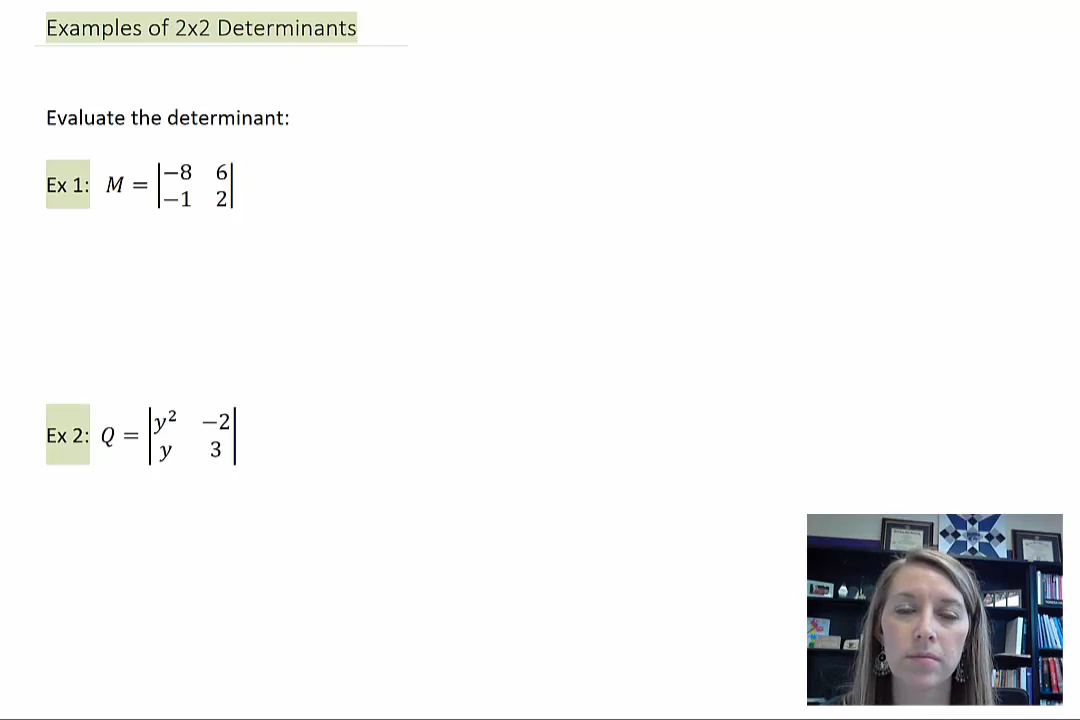 Examples of 2x2 Determinants
Evaluate the determinant:
Ex 1: M = |−8 6|
|−1 2|
Ex 2: Q = |y² −2|
|y 3|